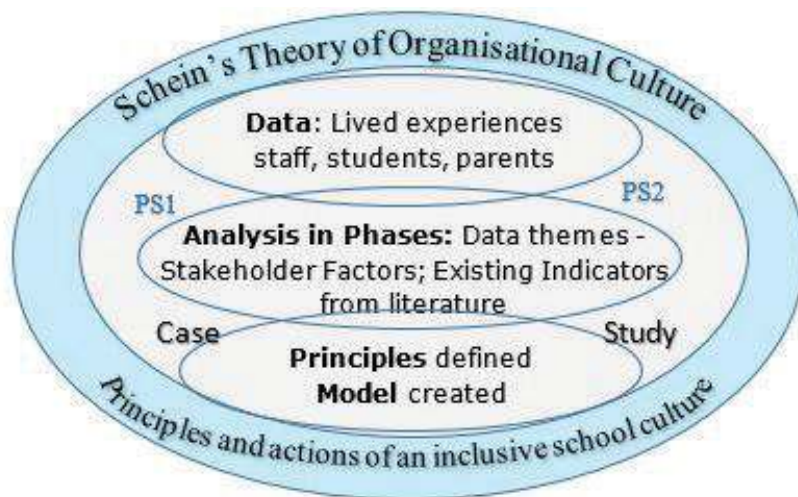 Schein's Theory of Organisational Culture
Data: Lived experiences
staff, students, parents
PS1
PS2
Analysis in Phases: Data themes -
Stakeholder Factors; Existing Indicators
from literature
Case
Study
Principles defined
Model created
Principles and actions of an inclusive school culture